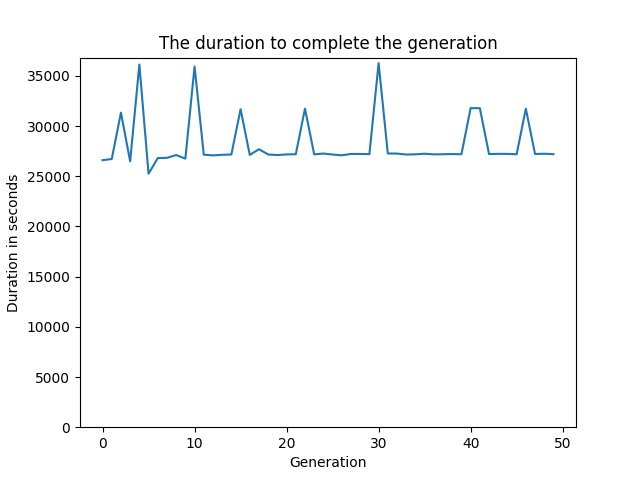 The duration to complete the generation
Duration in seconds
35000
30000
25000
20000
15000
10000
5000
0
0 10 20 30 40 50
Generation